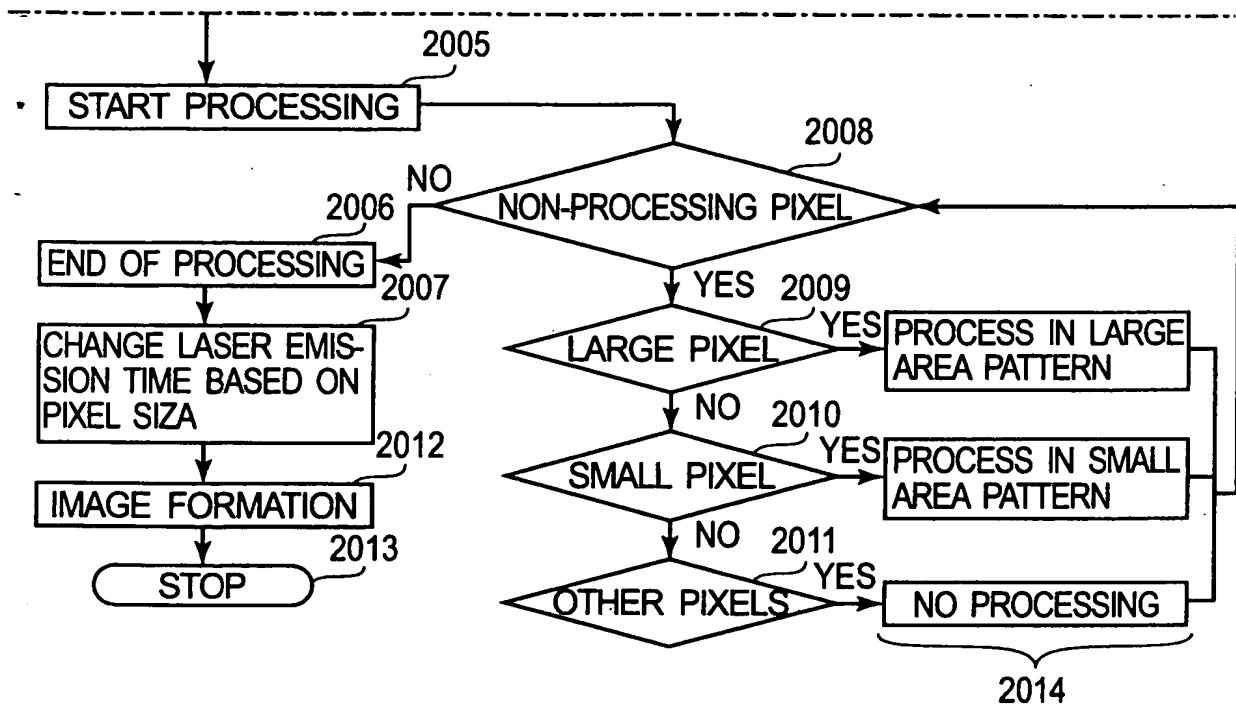 2005
START PROCESSING
2008
NO
NON-PROCESSING PIXEL
2006
END OF PROCESSING
2007
YES
2009
CHANGE LASER EMIS-
SION TIME BASED ON
PIXEL SIZA
LARGE PIXEL
YES
PROCESS IN LARGE
AREA PATTERN
NO
2010
2012
IMAGE FORMATION
SMALL PIXEL
YES
PROCESS IN SMALL
AREA PATTERN
NO
2013
STOP
2011
OTHER PIXELS
YES
NO PROCESSING
2014